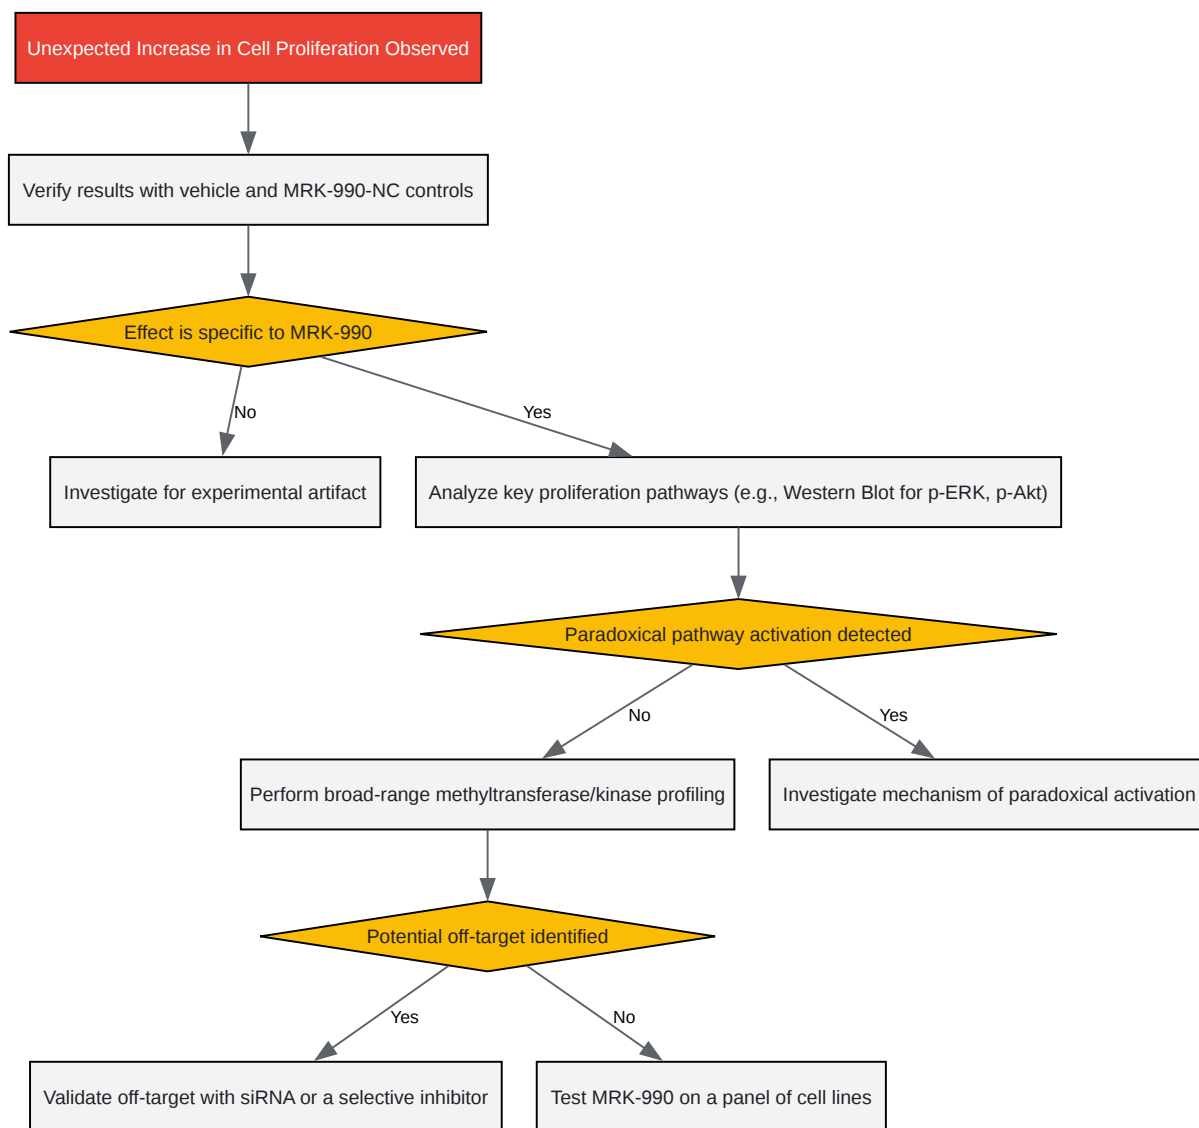 Unexpected Increase in Cell Proliferation Observed
Verify results with vehicle and MRK-990-NC controls
Effect is specific to MRK-990
No
Yes
Investigate for experimental artifact
Analyze key proliferation pathways (e.g., Western Blot for p-ERK, p-Akt)
Paradoxical pathway activation detected
No
Yes
Perform broad-range methyltransferase/kinase profiling
Investigate mechanism of paradoxical activation
Potential off-target identified
Yes
No
Validate off-target with siRNA or a selective inhibitor
Test MRK-990 on a panel of cell lines